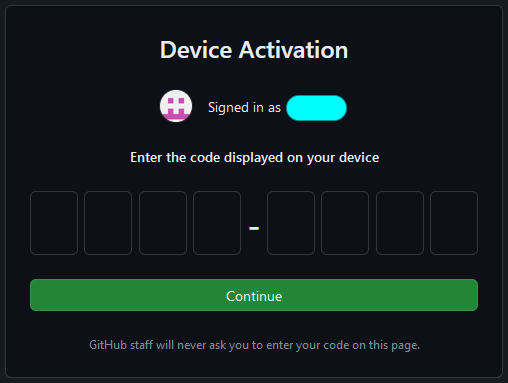 Device Activation
Signed in as
Enter the code displayed on your device
-
Continue
GitHub staff will never ask you to enter your code on this page.